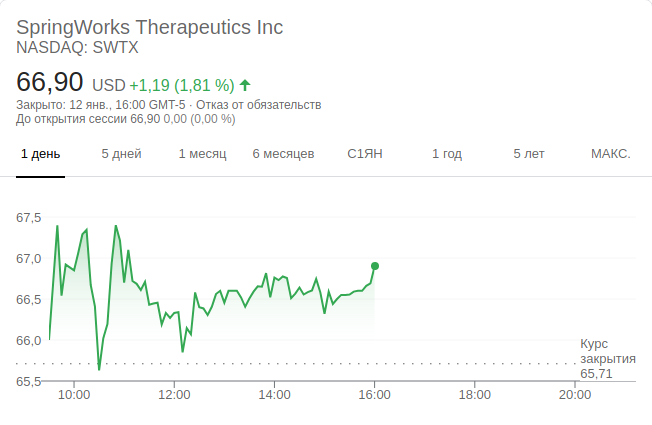 SpringWorks Therapeutics Inc
NASDAQ: SWTX
66,90 USD +1,19 (1,81 %)
Закрыто: 12 янв., 16:00 GMT-5 · Отказ от обязательств
До открытия сессии 66,90 0,00 (0,00 %)
1 день 5 дней 1 месяц 6 месяцев С1ЯН 1 год 5 лет МАКС.
67,5
67,0
66,5
66,0
Курс
закрытия
65,71
65,5
10:00 12:00 14:00 16:00 18:00 20:00